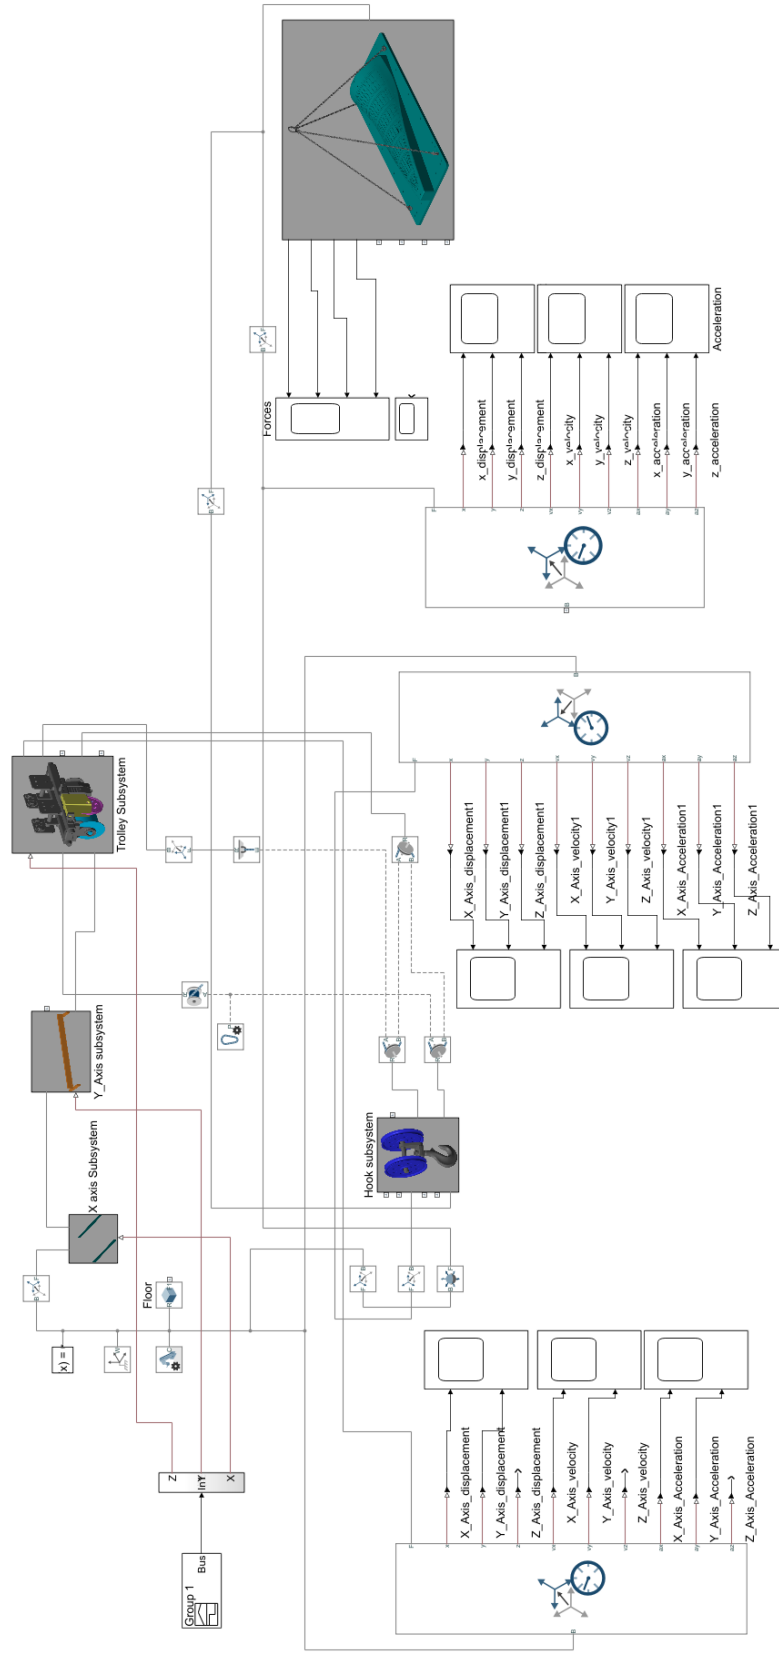 Group 1
Bus
Z
InY
X
x) =
Floor
X axis Subsystem
Y_Axis subsystem
Trolley Subsystem
Hook subsystem
Forces
x_displacement
y_displacement
z_displacement
x_velocity
y_velocity
z_velocity
x_acceleration
y_acceleration
z_acceleration
Acceleration
X_Axis_displacement1
Y_Axis_displacement1
Z_Axis_displacement1
X_Axis_velocity1
Y_Axis_velocity1
Z_Axis_velocity1
X_Axis_Acceleration1
Y_Axis_Acceleration1
Z_Axis_Acceleration1
X_Axis_displacement
Y_Axis_displacement
Z_Axis_displacement
X_Axis_velocity
Y_Axis_velocity
Z_Axis_velocity
X_Axis_Acceleration
Y_Axis_Acceleration
Z_Axis_Acceleration